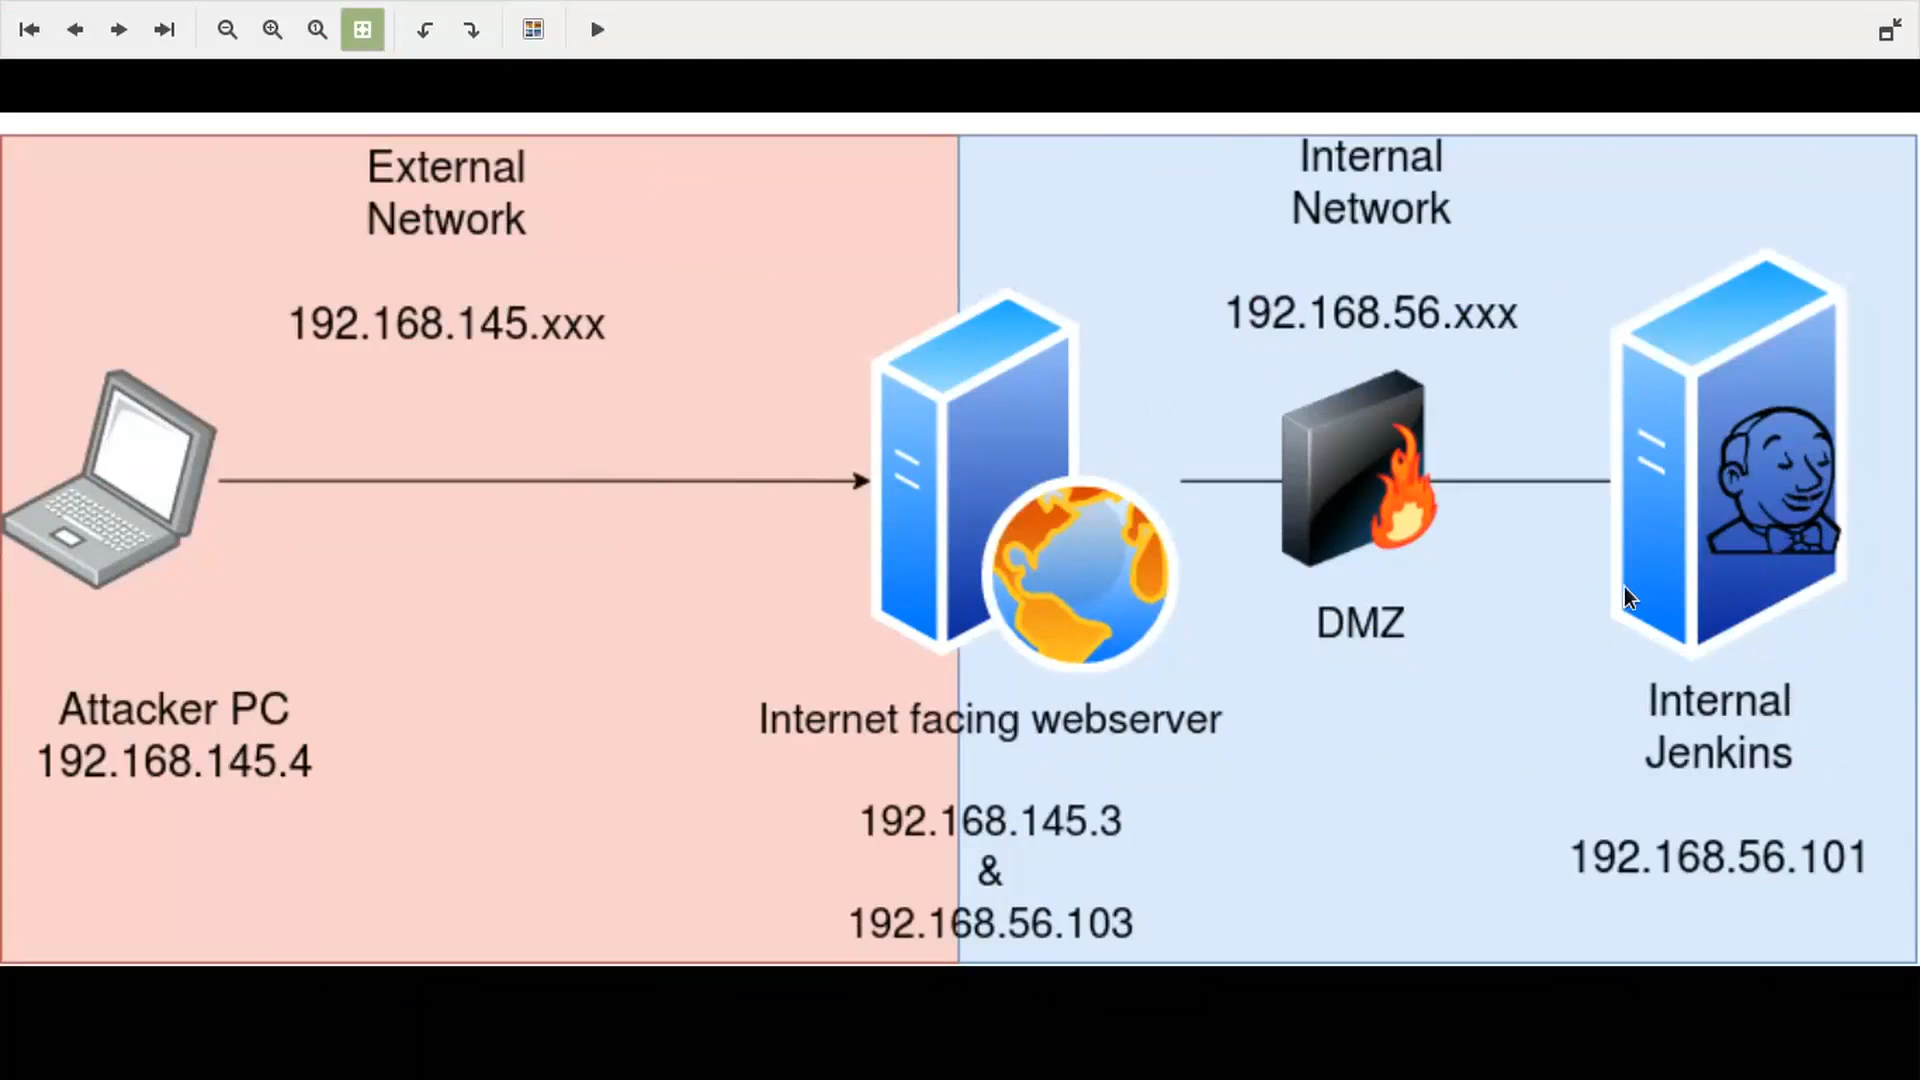 External
Network
192.168.145.xxx
Internal
Network
192.168.56.xxx
DMZ
Attacker PC
192.168.145.4
Internet facing webserver
192.168.145.3
&
192.168.56.103
Internal
Jenkins
192.168.56.101